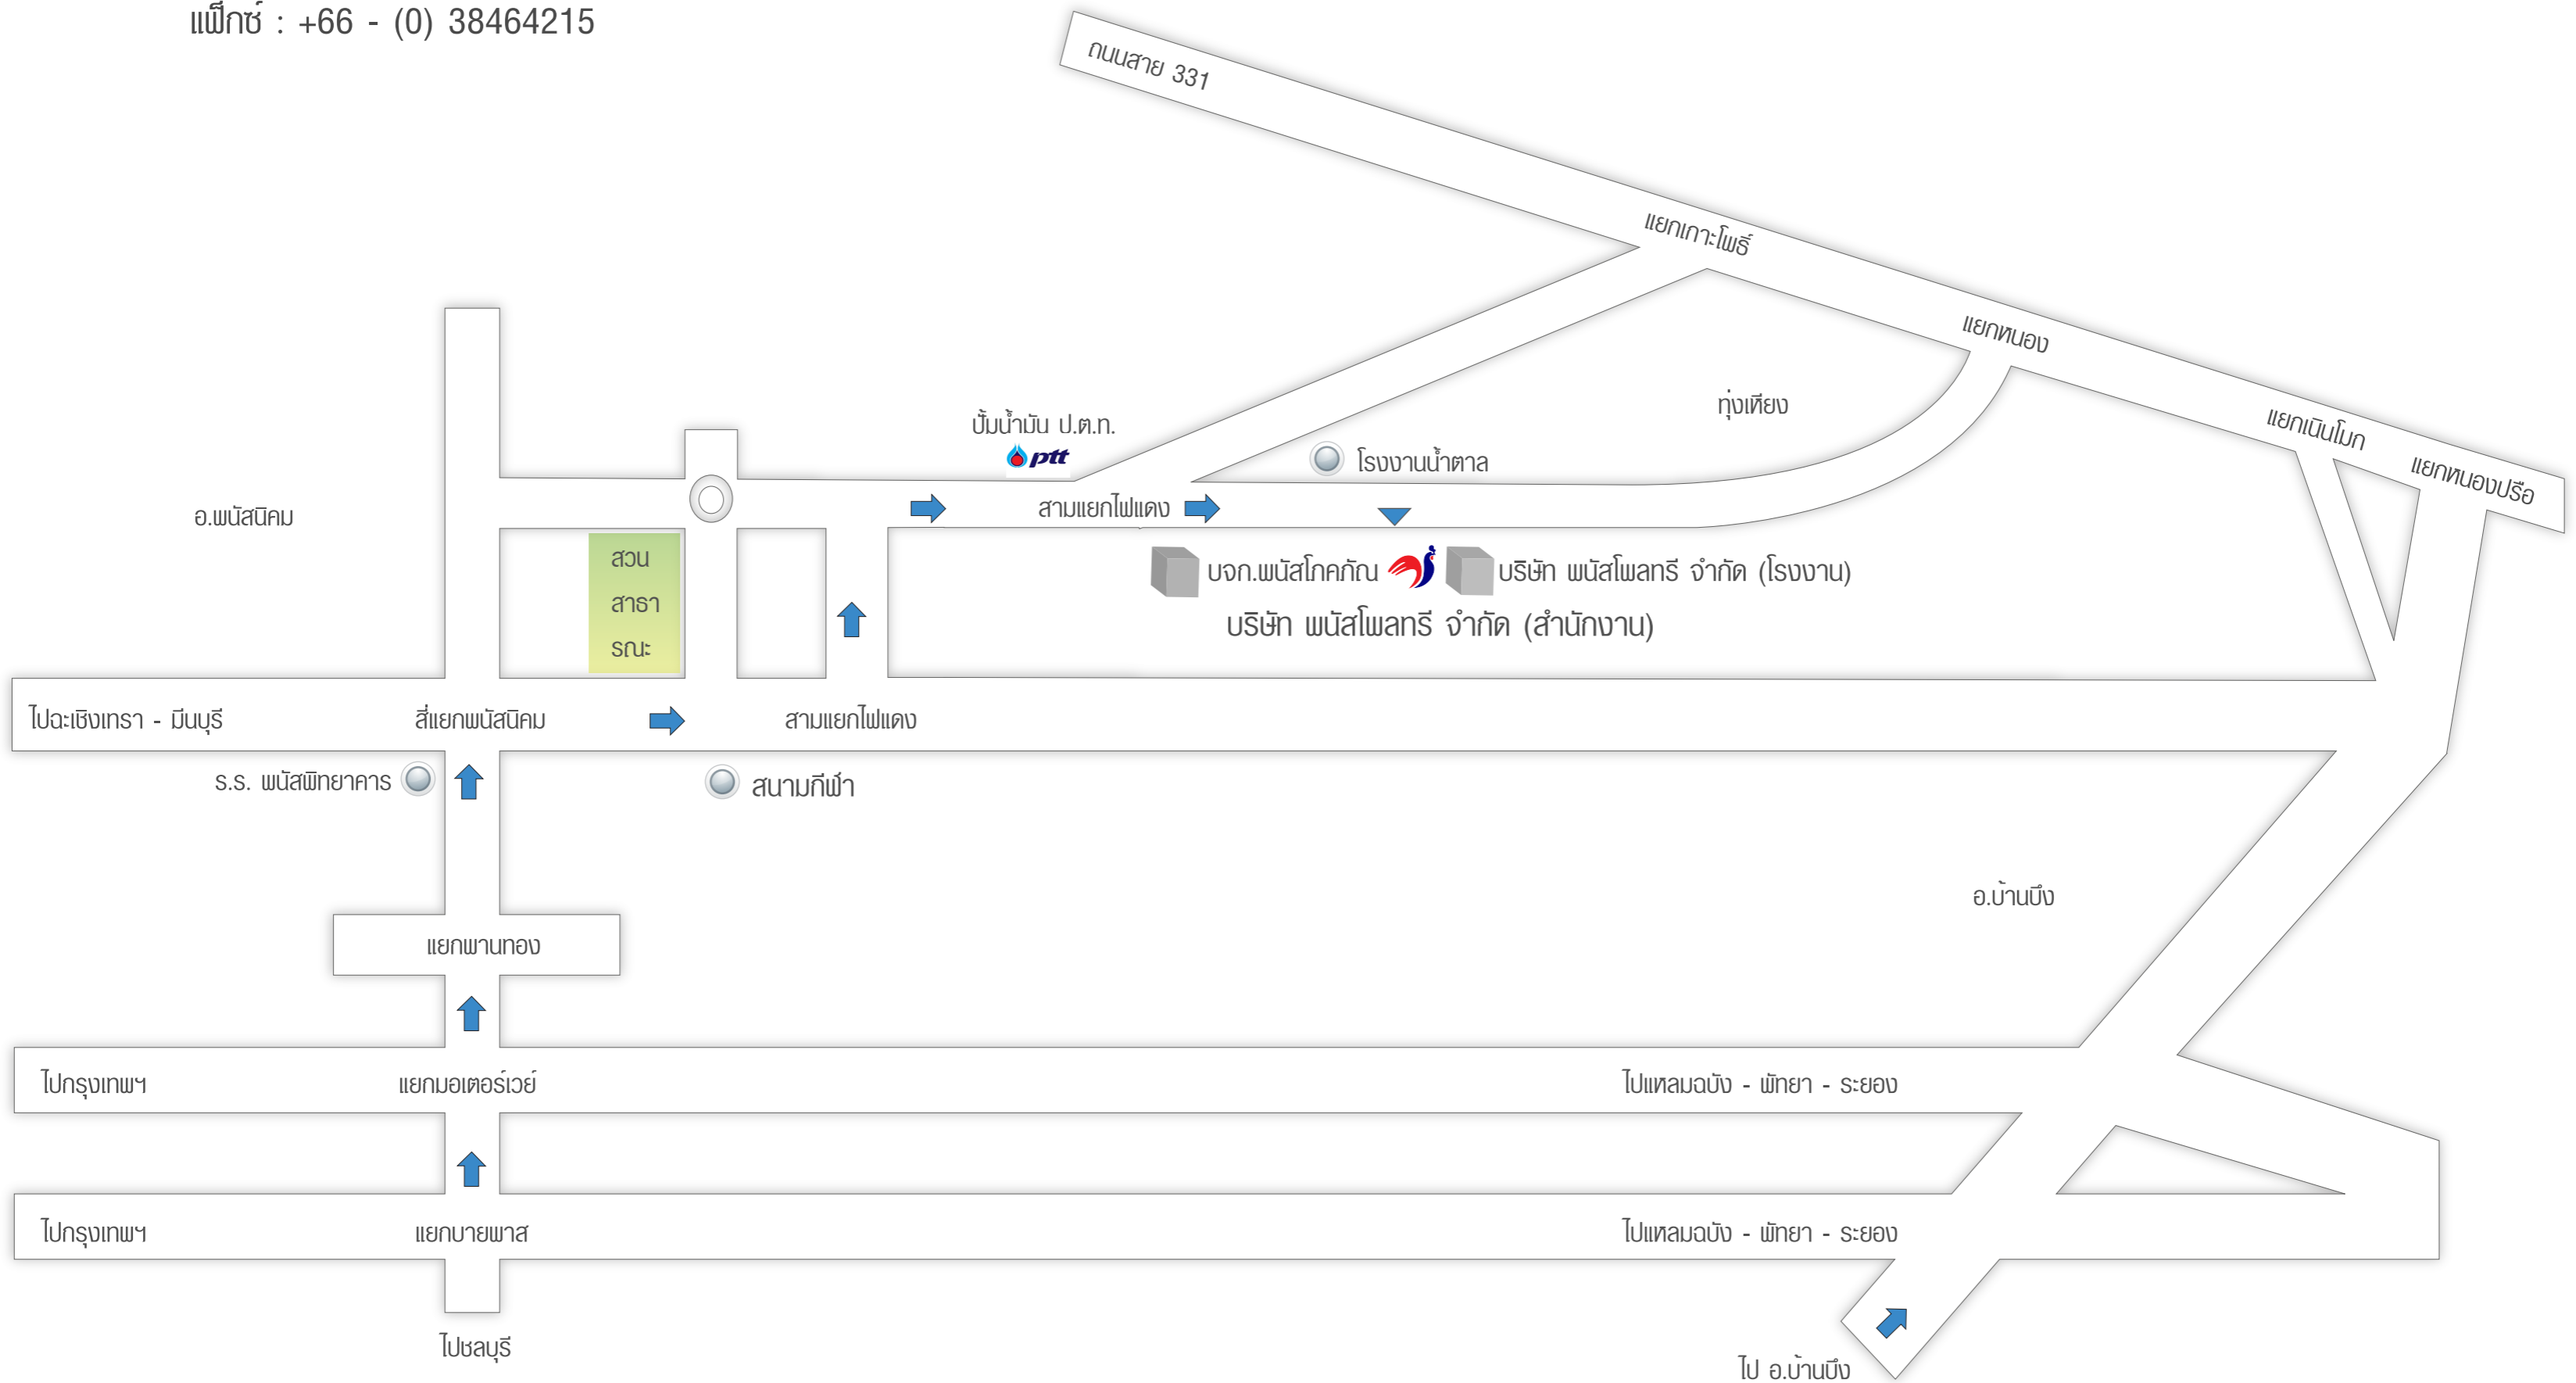 แฟ็กซ์ : +66 - (0) 38464215
ถนนสาย 331
แยกเกาะโพธิ์
แยกหนอง
ทุ่งเหียง
แยกเนินโมก
แยกหนองปรือ
ปั้มน้ำมัน ป.ต.ท.
ptt
โรงงานน้ำตาล
สามแยกไฟแดง
อ.พนัสนิคม
สวน
สาธา
รณะ
บจก.พนัสโภคภัณ
บริษัท พนัสโพลทรี จำกัด (โรงงาน)
บริษัท พนัสโพลทรี จำกัด (สำนักงาน)
ไปฉะเชิงเทรา - มีนบุรี
สี่แยกพนัสนิคม
สามแยกไฟแดง
ร.ร. พนัสพิทยาคาร
สนามกีฬา
อ.บ้านบึง
แยกพานทอง
ไปกรุงเทพฯ
แยกมอเตอร์เวย์
ไปแหลมฉบัง - พัทยา - ระยอง
ไปกรุงเทพฯ
แยกบายพาส
ไปแหลมฉบัง - พัทยา - ระยอง
ไปชลบุรี
ไป อ.บ้านบึง